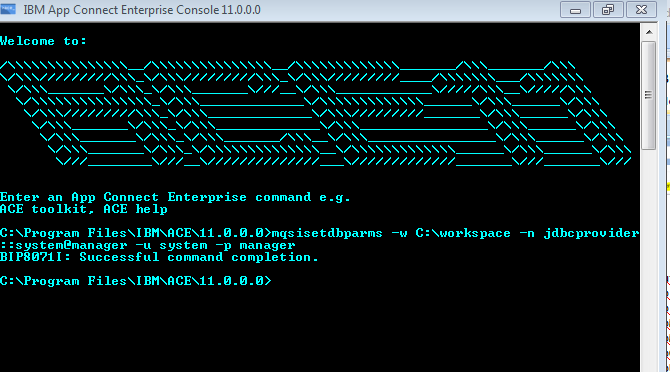 IBM App Connect Enterprise Console 11.0.0.0
Welcome to:
Enter an App Connect Enterprise command e.g.
ACE toolkit, ACE help
C:\Program Files\IBM\ACE\11.0.0.0>mqsisetdbparms -w C:\workspace -n jdbcprovider
::system@manager -u system -p manager
BIP8071I: Successful command completion.
C:\Program Files\IBM\ACE\11.0.0.0>